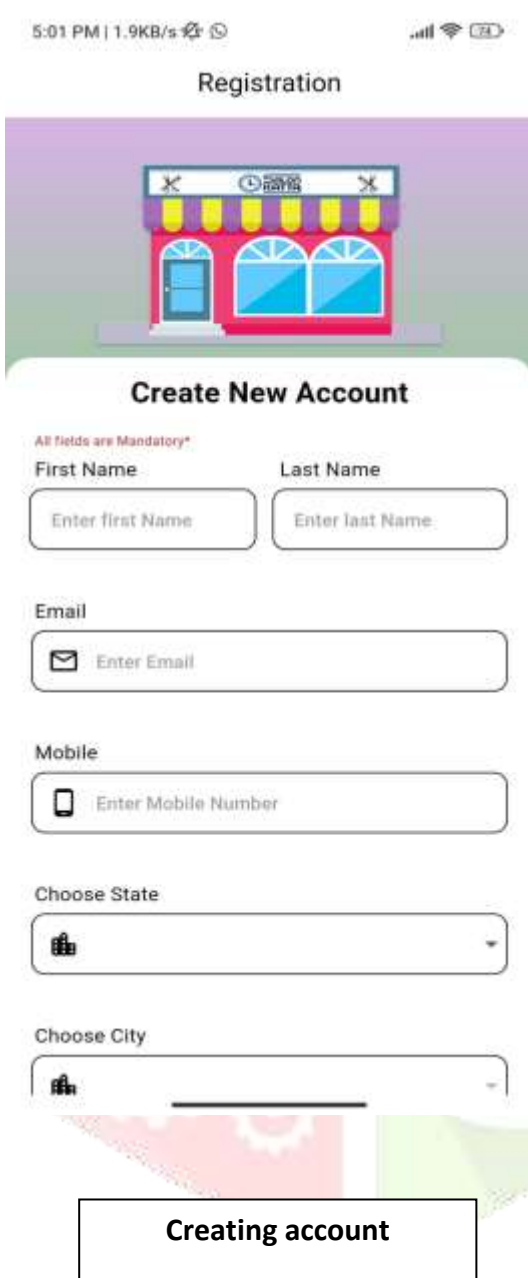 5:01 PM | 1.9KB/s
Registration
Create New Account
All fields are Mandatory*
First Name Last Name
Enter first Name Enter last Name
Email
Enter Email
Mobile
Enter Mobile Number
Choose State
Choose City
Creating account